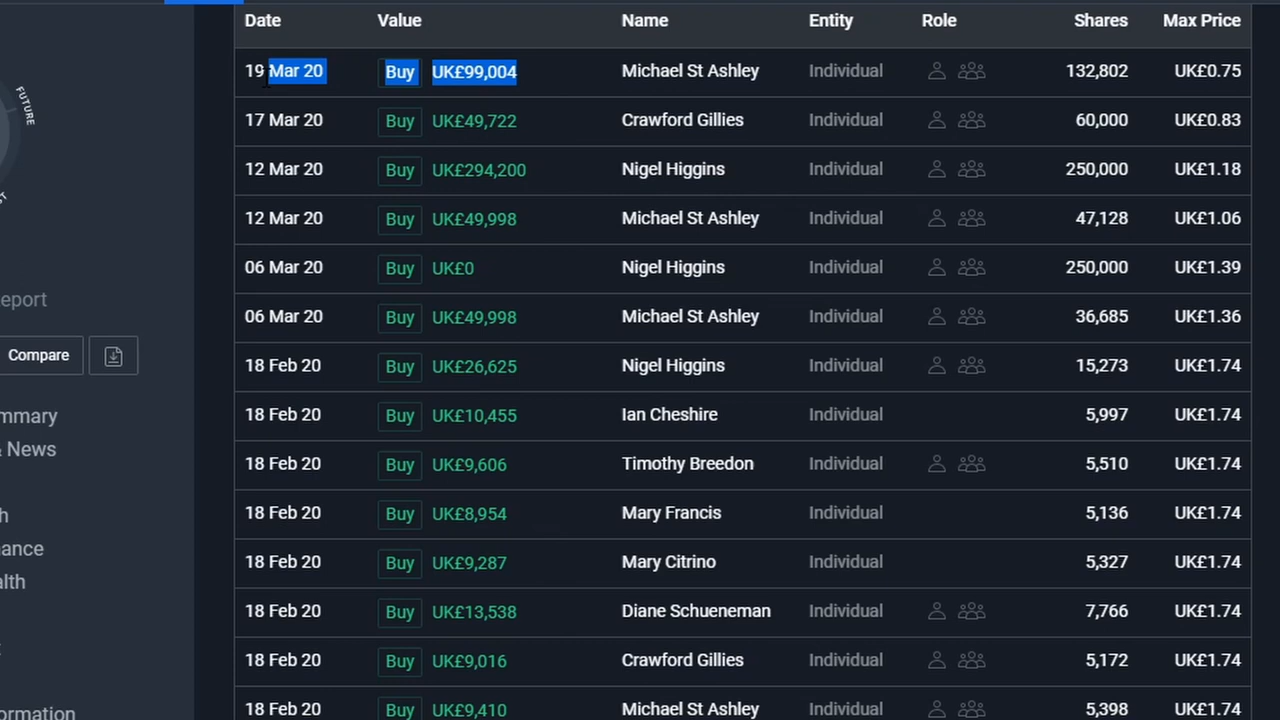 Date Value Name Entity Role Shares Max Price
19 Mar 20 Buy UK£99,004 Michael St Ashley Individual 132,802 UK£0.75
FUTURE
17 Mar 20 Buy UK£49,722 Crawford Gillies Individual 60,000 UK£0.83
12 Mar 20 Buy UK£294,200 Nigel Higgins Individual 250,000 UK£1.18
12 Mar 20 Buy UK£49,998 Michael St Ashley Individual 47,128 UK£1.06
06 Mar 20 Buy UK£0 Nigel Higgins Individual 250,000 UK£1.39
eport
06 Mar 20 Buy UK£49,998 Michael St Ashley Individual 36,685 UK£1.36
Compare
18 Feb 20 Buy UK£26,625 Nigel Higgins Individual 15,273 UK£1.74
mmary
18 Feb 20 Buy UK£10,455 Ian Cheshire Individual 5,997 UK£1.74
& News
18 Feb 20 Buy UK£9,606 Timothy Breedon Individual 5,510 UK£1.74
h
18 Feb 20 Buy UK£8,954 Mary Francis Individual 5,136 UK£1.74
nance
18 Feb 20 Buy UK£9,287 Mary Citrino Individual 5,327 UK£1.74
alth
18 Feb 20 Buy UK£13,538 Diane Schueneman Individual 7,766 UK£1.74
18 Feb 20 Buy UK£9,016 Crawford Gillies Individual 5,172 UK£1.74
18 Feb 20 Buy UK£9,410 Michael St Ashley Individual 5,398 UK£1.74
ormation